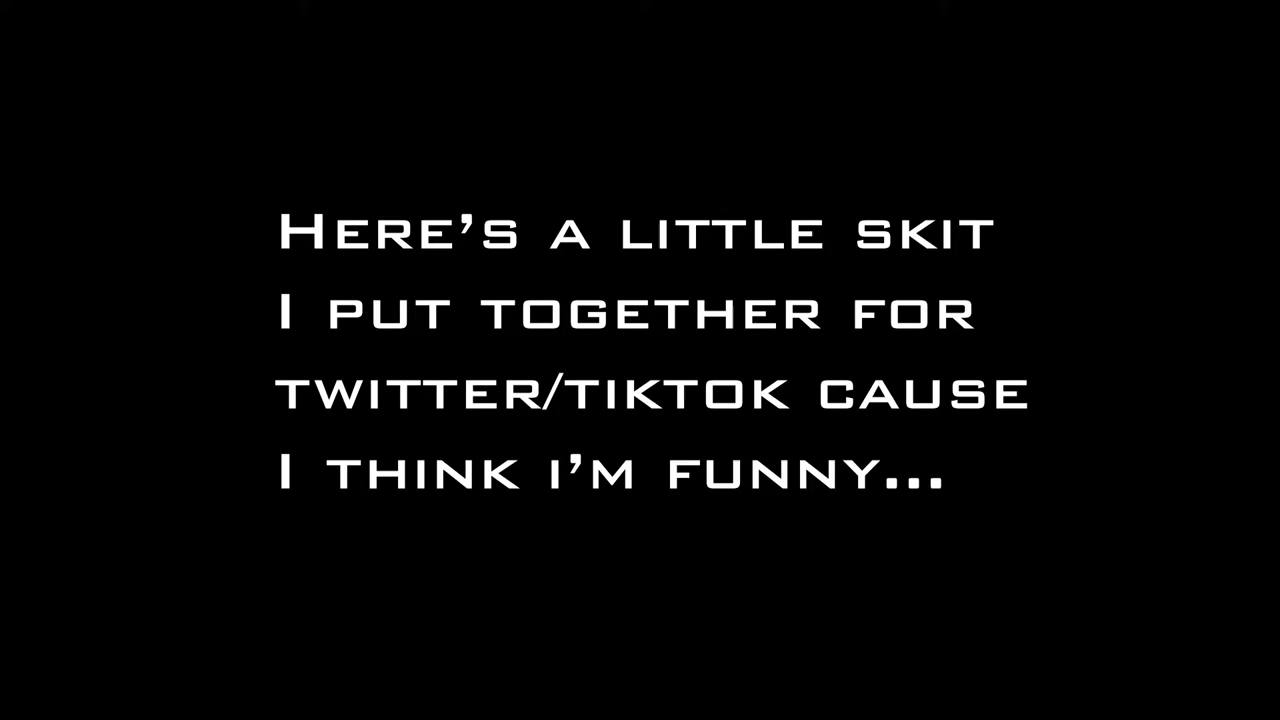 Here's a little skit
I put together for
twitter/tiktok cause
I think i'm funny...